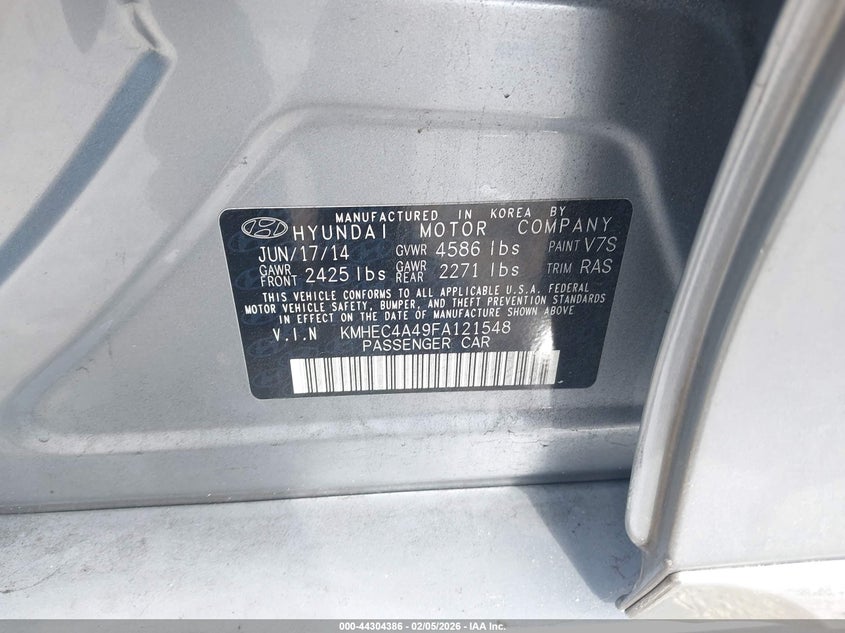 MANUFACTURED IN KOREA BY
HYUNDAI MOTOR COMPANY
JUN/17/14 GVWR 4586 lbs PAINT V7S
GAWR FRONT 2425 lbs GAWR REAR 2271 lbs TRIM RAS
THIS VEHICLE CONFORMS TO ALL APPLICABLE U.S.A. FEDERAL
MOTOR VEHICLE SAFETY, BUMPER, AND THEFT PREVENTION STANDARDS
IN EFFECT ON THE DATE OF MANUFACTURE SHOWN ABOVE
V.I.N KMHEC4A49FA121548
PASSENGER CAR
000-44304386 - 02/05/2026 - IAA Inc.